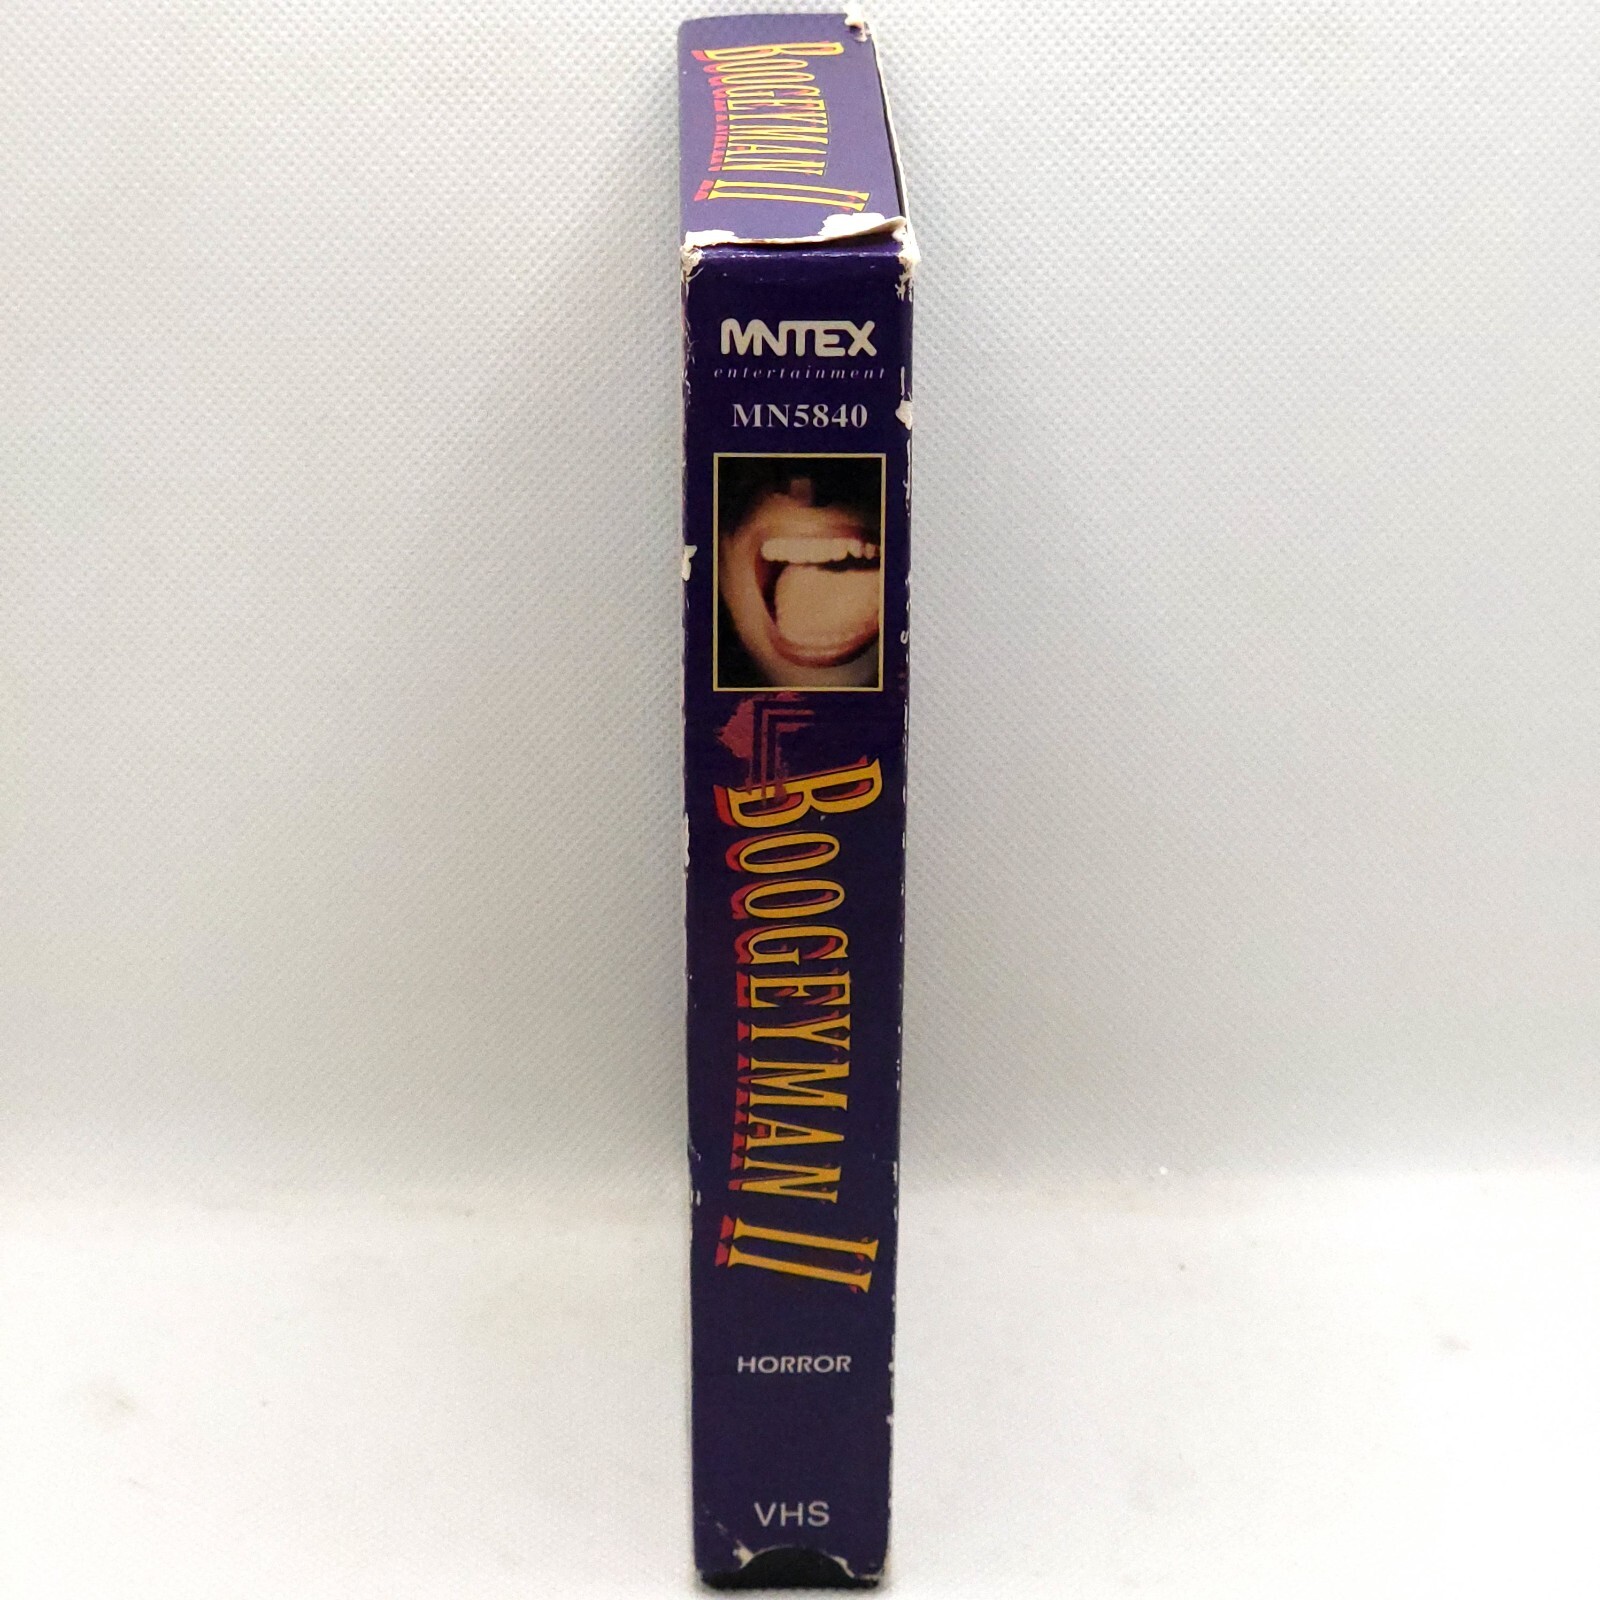 BOOGEYMAN II
MNTEX
entertainment
MN5840
BOOGEYMAN II
HORROR
VHS